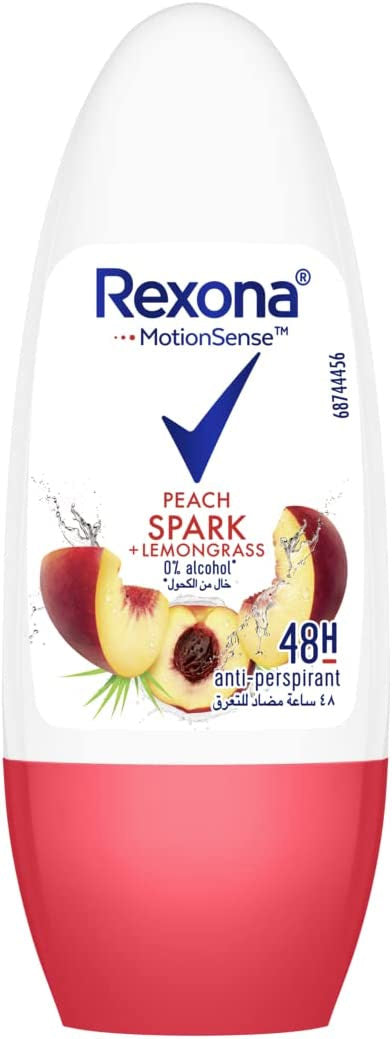 Rexona®
MotionSense™
68744456
PEACH
SPARK
+LEMONGRASS
0% alcohol*
خال من الكحول*
48H
anti-perspirant
٤٨ ساعة مضاد للتعرق